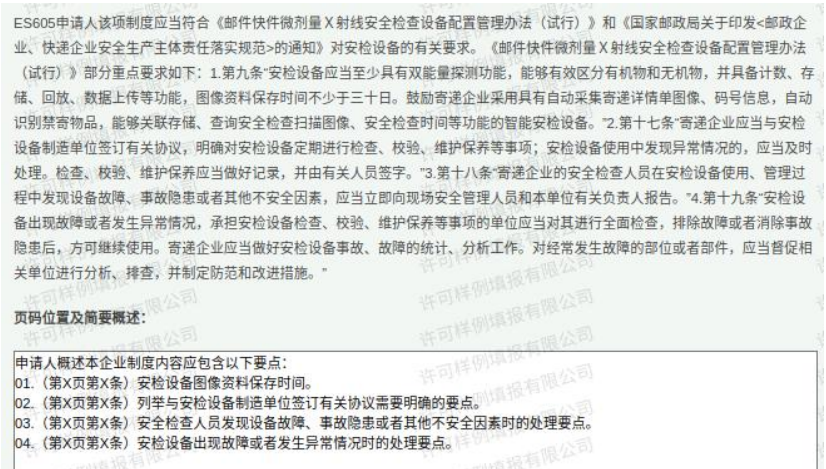 ES605申请人该项制度应当符合《邮件快件微剂量X射线安全检查设备配置管理办法（试行）》和《国家邮政局关于印发<邮政企
业、快递企业安全生产主体责任落实规范>的通知》对安检设备的有关要求。《邮件快件微剂量X射线安全检查设备配置管理办法
（试行）》部分重点要求如下：1.第九条“安检设备应当至少具有双能量探测功能，能够有效区分有机物和无机物，并具备计数、存
储、回放、数据上传等功能，图像资料保存时间不少于三十日。鼓励寄递企业采用具有自动采集寄递详情单图像、码号信息，自动
识别禁寄物品，能够关联存储、查询安全检查扫描图像、安全检查时间等功能的智能安检设备。”2.第十七条“寄递企业应当与安检
设备制造单位签订有关协议，明确对安检设备定期进行检查、校验、维护保养等事项；安检设备使用中发现异常情况的，应当及时
处理。检查、校验、维护保养应当做好记录，并由有关人员签字。”3.第十八条“寄递企业的安全检查人员在安检设备使用、管理过
程中发现设备故障、事故隐患或者其他不安全因素，应当立即向现场安全管理人员和本单位有关负责人报告。”4.第十九条“安检设
备出现故障或者发生异常情况，承担安检设备检查、校验、维护保养等事项的单位应当对其进行全面检查，排除故障或者消除事故
隐患后，方可继续使用。寄递企业应当做好安检设备事故、故障的统计、分析工作。对经常发生故障的部位或者部件，应当督促相
关单位进行分析、排查，并制定防范和改进措施。”
页码位置及简要概述：
申请人概述本企业制度内容应包含以下要点：
01.（第X页第X条）安检设备图像资料保存时间。
02.（第X页第X条）列举与安检设备制造单位签订有关协议需要明确的要点。
03.（第X页第X条）安全检查人员发现设备故障、事故隐患或者其他不安全因素时的处理要点。
04.（第X页第X条）安检设备出现故障或者发生异常情况时的处理要点。
许可样例填报有限公司